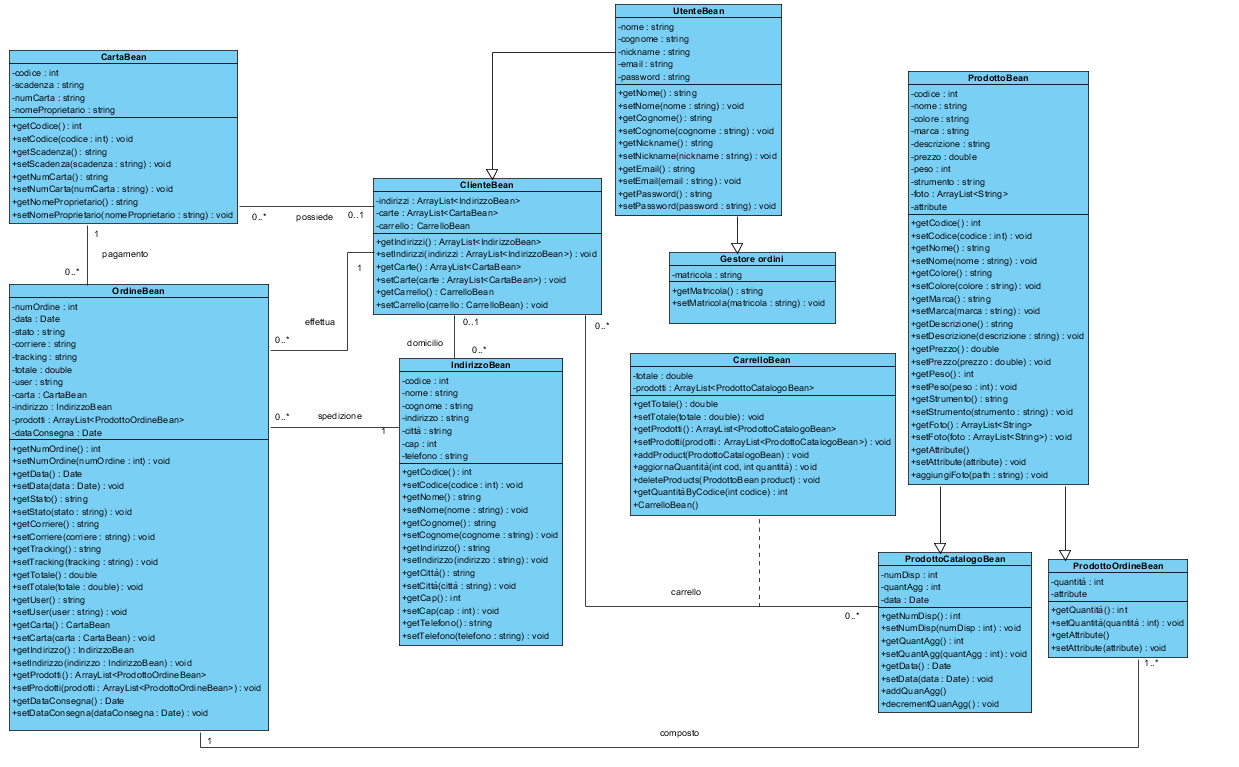 UtenteBean
-nome : string
-cognome : string
-nickname : string
-email : string
-password : string
+getNome() : string
+setNome(nome : string) : void
+getCognome() : string
+setCognome(cognome : string) : void
+getNickname() : string
+setNickname(nickname : string) : void
+getEmail() : string
+setEmail(email : string) : void
+getPassword() : string
+setPassword(password : string) : void
CartaBean
-codice : int
-scadenza : string
-numCarta : string
-nomeProprietario : string
+getCodice() : int
+setCodice(codice : int) : void
+getScadenza() : string
+setScadenza(scadenza : string) : void
+getNumCarta() : string
+setNumCarta(numCarta : string) : void
+getNomeProprietario() : string
+setNomeProprietario(nomeProprietario : string) : void
ProdottoBean
-codice : int
-nome : string
-colore : string
-marca : string
-descrizione : string
-prezzo : double
-peso : int
-strumento : string
-foto : ArrayList<String>
-attribute
+getCodice() : int
+setCodice(codice : int) : void
+getNome() : string
+setNome(nome : string) : void
+getColore() : string
+setColore(colore : string) : void
+getMarca() : string
+setMarca(marca : string) : void
+getDescrizione() : string
+setDescrizione(descrizione : string) : void
+getPrezzo() : double
+setPrezzo(prezzo : double) : void
+getPeso() : int
+setPeso(peso : int) : void
+getStrumento() : string
+setStrumento(strumento : string) : void
+getFoto() : ArrayList<String>
+setFoto(foto : ArrayList<String>) : void
+getAttribute()
+setAttribute(attribute) : void
+aggiungiFoto(path : string) : void
ClienteBean
-indirizzi : ArrayList<IndirizzoBean>
-carte : ArrayList<CartaBean>
-carrello : CarrelloBean
+getIndirizzi() : ArrayList<IndirizzoBean>
+setIndirizzi(indirizzi : ArrayList<IndirizzoBean>) : void
+getCarte() : ArrayList<CartaBean>
+setCarte(carte : ArrayList<CartaBean>) : void
+getCarrello() : CarrelloBean
+setCarrello(carrello : CarrelloBean) : void
0..*
possiede
0..1
1
pagamento
0..*
Gestore ordini
-matricola : string
+getMatricola() : string
+setMatricola(matricola : string) : void
1
effettua
0..*
0..1
domicilio
0..*
0..*
OrdineBean
-numOrdine : int
-data : Date
-stato : string
-corriere : string
-tracking : string
-totale : double
-user : string
-carta : CartaBean
-indirizzo : IndirizzoBean
-prodotti : ArrayList<ProdottoOrdineBean>
-dataConsegna : Date
+getNumOrdine() : int
+setNumOrdine(numOrdine : int) : void
+getData() : Date
+setData(data : Date) : void
+getStato() : string
+setStato(stato : string) : void
+getCorriere() : string
+setCorriere(corriere : string) : void
+getTracking() : string
+setTracking(tracking : string) : void
+getTotale() : double
+setTotale(totale : double) : void
+getUser() : string
+setUser(user : string) : void
+getCarta() : CartaBean
+setCarta(carta : CartaBean) : void
+getIndirizzo() : IndirizzoBean
+setIndirizzo(indirizzo : IndirizzoBean) : void
+getProdotti() : ArrayList<ProdottoOrdineBean>
+setProdotti(prodotti : ArrayList<ProdottoOrdineBean>) : void
+getDataConsegna() : Date
+setDataConsegna(dataConsegna : Date) : void
0..*
spedizione
1
IndirizzoBean
-codice : int
-nome : string
-cognome : string
-indirizzo : string
-città : string
-cap : int
-telefono : string
+getCodice() : int
+setCodice(codice : int) : void
+getNome() : string
+setNome(nome : string) : void
+getCognome() : string
+setCognome(cognome : string) : void
+getIndirizzo() : string
+setIndirizzo(indirizzo : string) : void
+getCittà() : string
+setCittà(città : string) : void
+getCap() : int
+setCap(cap : int) : void
+getTelefono() : string
+setTelefono(telefono : string) : void
CarrelloBean
-totale : double
-prodotti : ArrayList<ProdottoCatalogoBean>
+getTotale() : double
+setTotale(totale : double) : void
+getProdotti() : ArrayList<ProdottoCatalogoBean>
+setProdotti(prodotti : ArrayList<ProdottoCatalogoBean>) : void
+addProduct(ProdottoCatalogoBean) : void
+aggiornaQuantità(int cod, int quantità) : void
+deleteProducts(ProdottoBean product) : void
+getQuantitàByCodice(int codice) : int
+CarrelloBean()
carrello
0..*
ProdottoCatalogoBean
-numDisp : int
-quantAgg : int
-data : Date
+getNumDisp() : int
+setNumDisp(numDisp : int) : void
+getQuantAgg() : int
+setQuantAgg(quantAgg : int) : void
+getData() : Date
+setData(data : Date) : void
+addQuanAgg()
+decrementQuanAgg() : void
ProdottoOrdineBean
-quantità : int
-attribute
+getQuantità() : int
+setQuantità(quantità : int) : void
+getAttribute()
+setAttribute(attribute) : void
1..*
composto
1